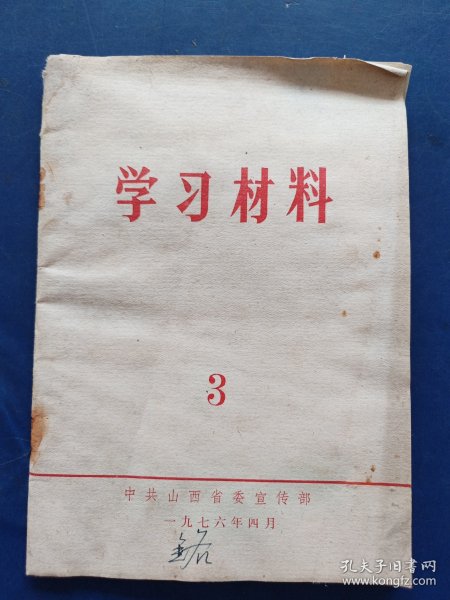 学习材料
3
中共山西省委宣传部
一九七六年四月
孔夫子旧书网
www.kongfz.com